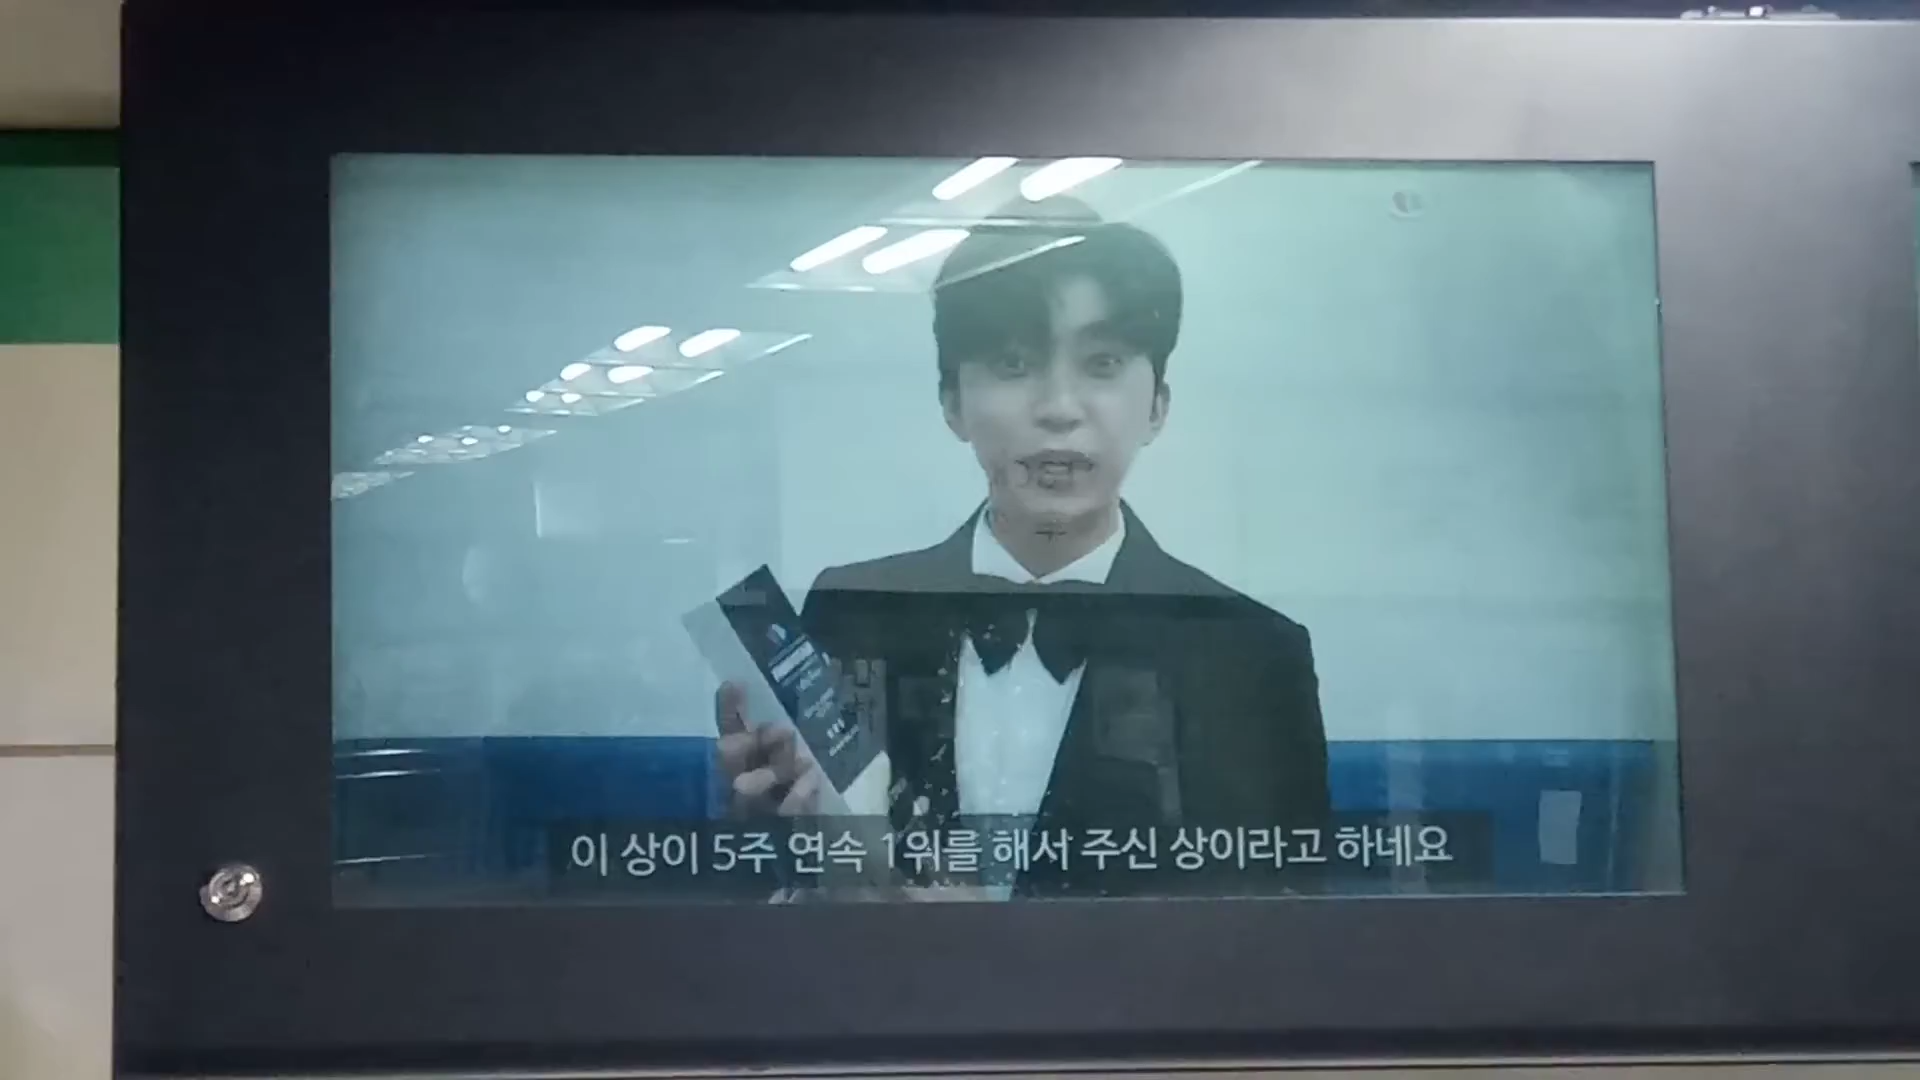 이 상이 5주 연속 1위를 해서 주신 상이라고 하네요